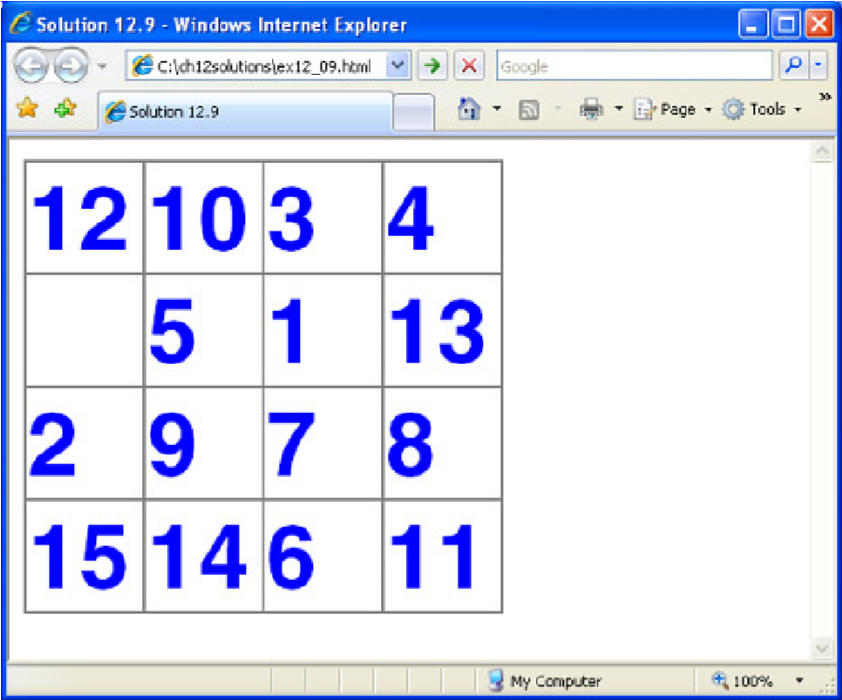 Solution 12.9 - Windows Internet Explorer
C:\ch12solutions\ex12_09.html Google
Solution 12.9 Page Tools »
12 10 3 4
5 1 13
2 9 7 8
15 14 6 11
My Computer 100%